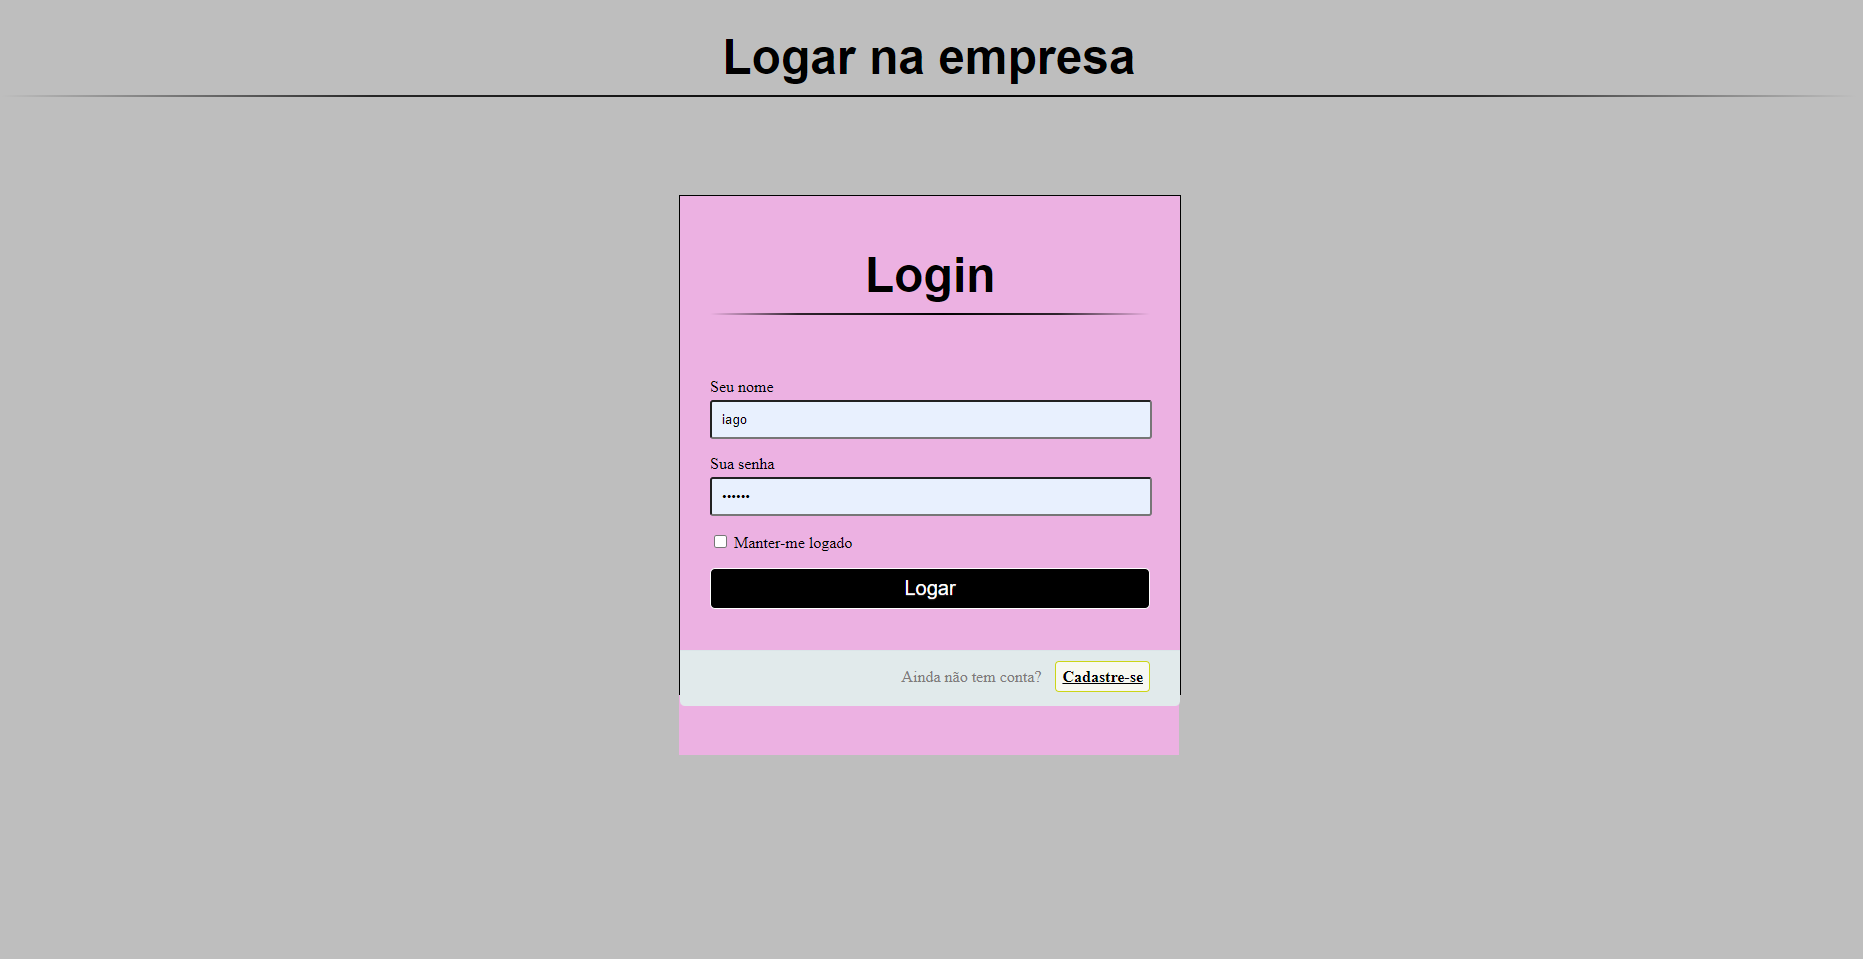 Logar na empresa
Login
Seu nome
iago
Sua senha
••••••
Manter-me logado
Logar
Ainda não tem conta? Cadastre-se